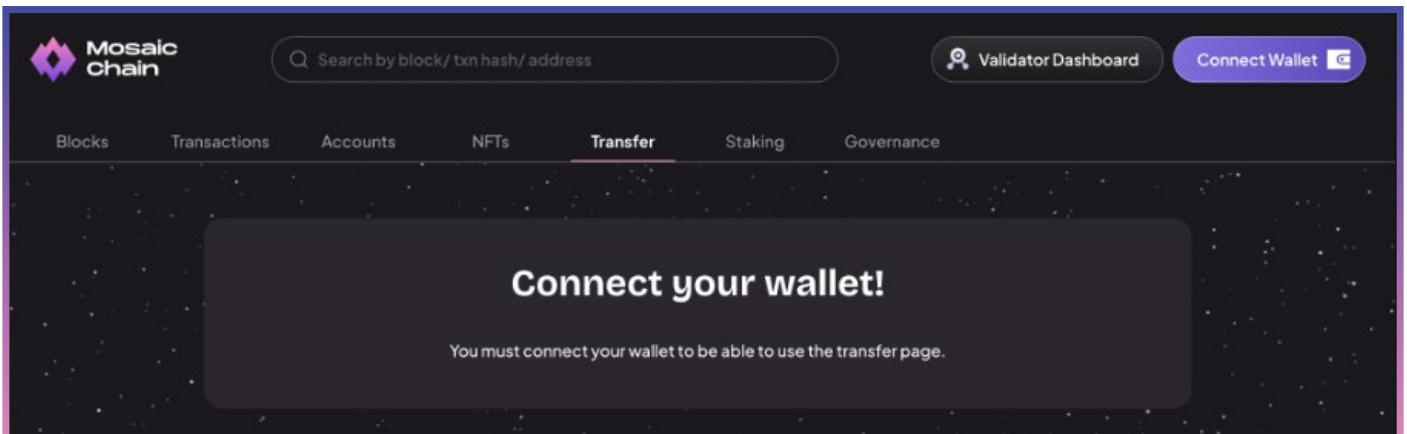 Mosaic
Chain
Search by block/ txn hash/ address
Validator Dashboard
Connect Wallet
Blocks Transactions Accounts NFTs Transfer Staking Governance
Connect your wallet!
You must connect your wallet to be able to use the transfer page.